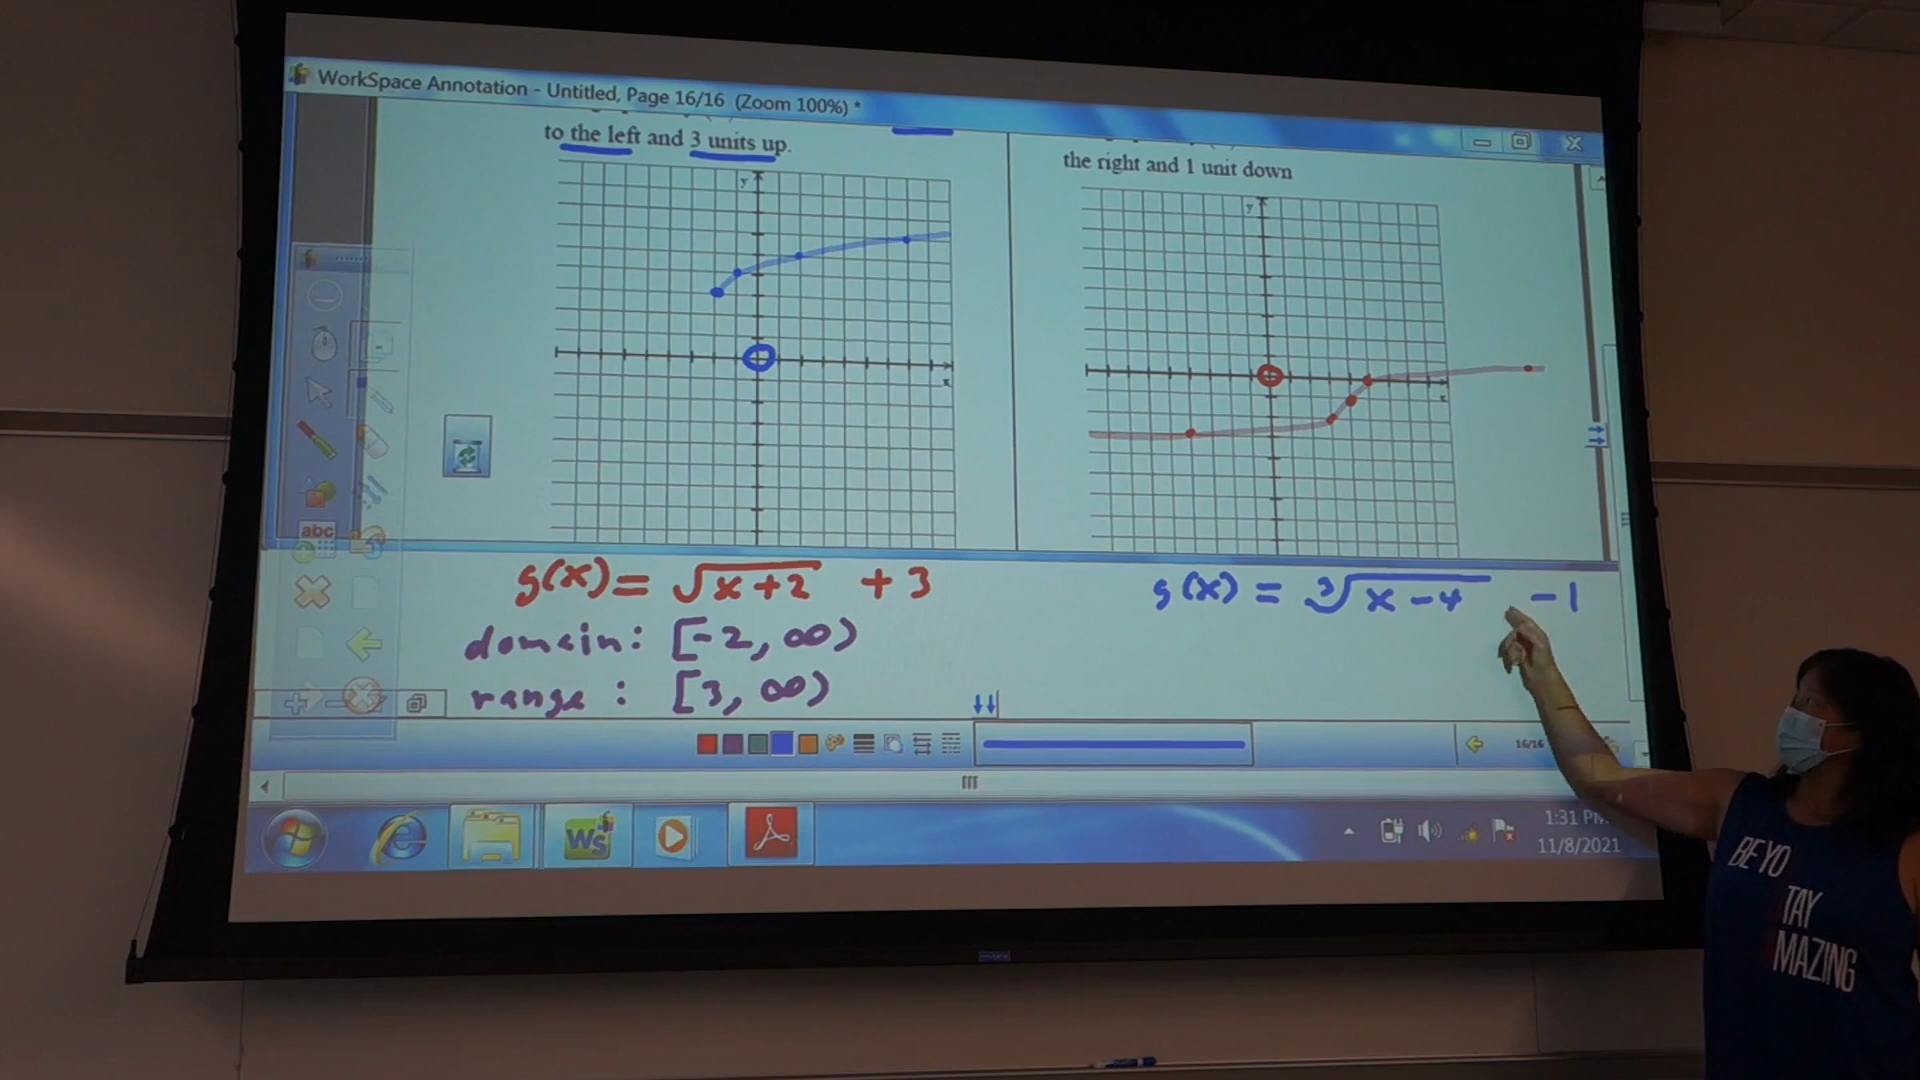 WorkSpace Annotation - Untitled, Page 16/16 (Zoom 100%) *
to the left and 3 units up.
the right and 1 unit down
y
x
y
x
abc
g(x) = √x+2 + 3
domain: [-2, ∞)
range : [3, ∞)
g(x) = ∛x-4 -1
16/16
WS
1:31 PM
11/8/2021
BEYO
TAY
MAZING